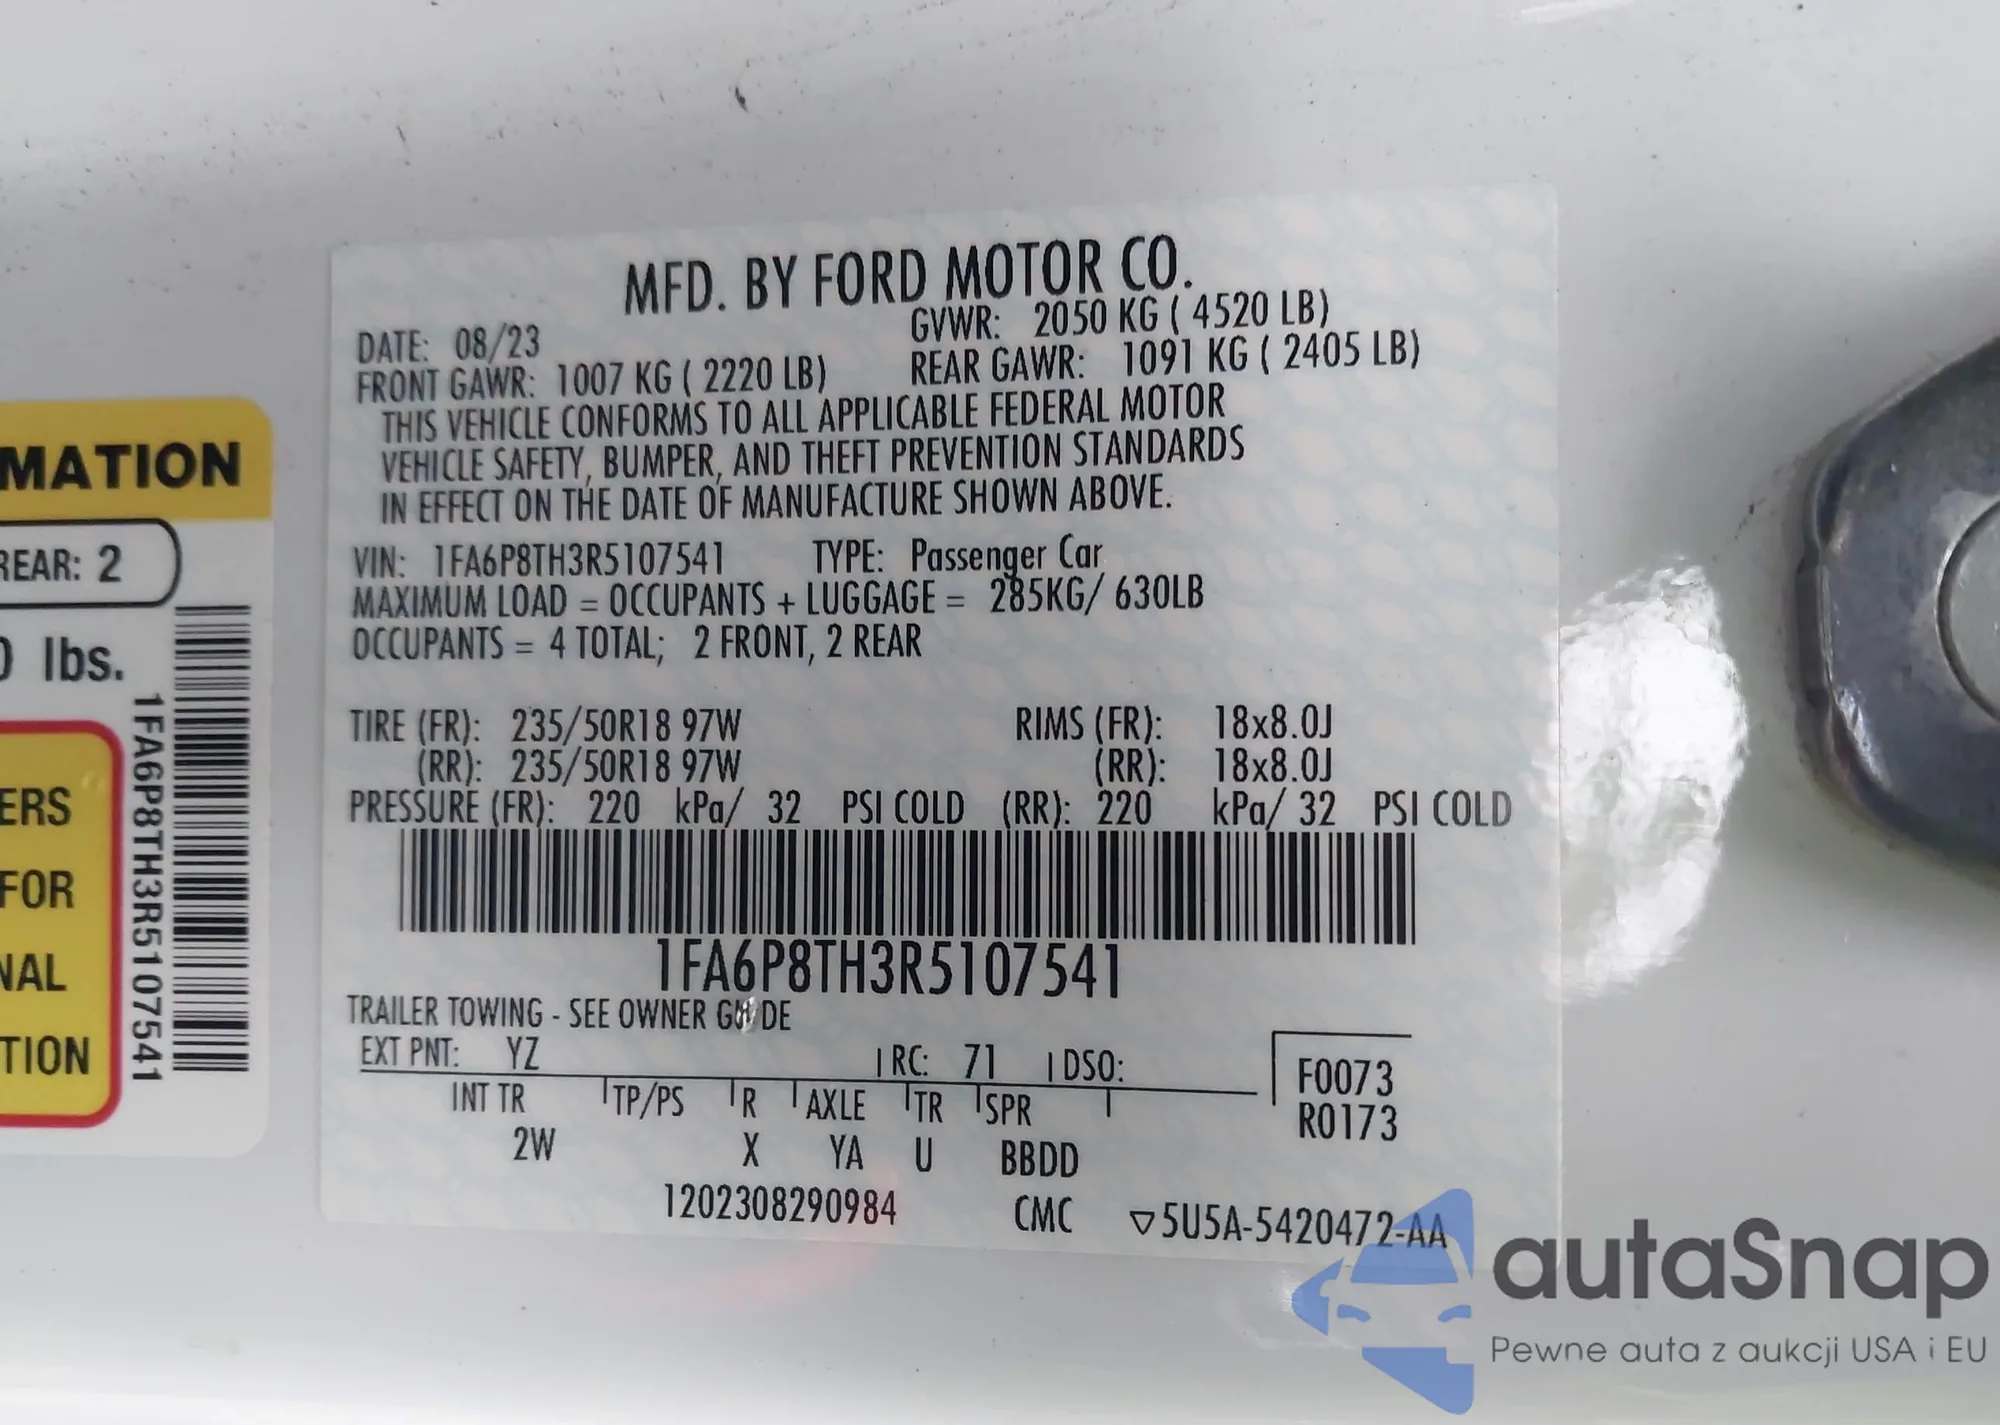 MFD. BY FORD MOTOR CO.
DATE: 08/23 GVWR: 2050 KG ( 4520 LB)
FRONT GAWR: 1007 KG ( 2220 LB) REAR GAWR: 1091 KG ( 2405 LB)
THIS VEHICLE CONFORMS TO ALL APPLICABLE FEDERAL MOTOR
VEHICLE SAFETY, BUMPER, AND THEFT PREVENTION STANDARDS
IN EFFECT ON THE DATE OF MANUFACTURE SHOWN ABOVE.
VIN: 1FA6P8TH3R5107541 TYPE: Passenger Car
MAXIMUM LOAD = OCCUPANTS + LUGGAGE = 285KG/ 630LB
OCCUPANTS = 4 TOTAL; 2 FRONT, 2 REAR
TIRE (FR): 235/50R18 97W RIMS (FR): 18x8.0J
(RR): 235/50R18 97W (RR): 18x8.0J
PRESSURE (FR): 220 kPa/ 32 PSI COLD (RR): 220 kPa/ 32 PSI COLD
1FA6P8TH3R5107541
TRAILER TOWING - SEE OWNER GUIDE
EXT PNT: YZ RC: 71 DSO:
INT TR TP/PS R AXLE TR SPR
2W X YA U BBDD
F0073
R0173
1202308290984 CMC ▽5U5A-5420472-AA
MATION
REAR: 2
0 lbs.
ERS
FOR
NAL
TION
1FA6P8TH3R5107541
autaSnap
Pewne auta z aukcji USA i EU